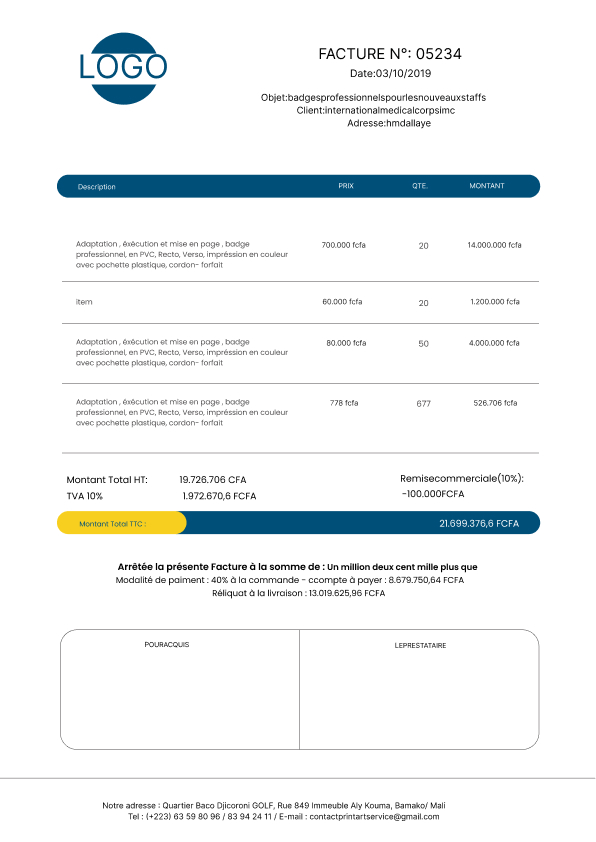 LOGO
FACTURE N°: 05234
Date:03/10/2019
Objet:badgesprofessionnelspourlesnouveauxstaffs
Client:internationalmedicalcorpsimc
Adresse:hmdallaye
Description PRIX QTE. MONTANT
Adaptation , éxécution et mise en page , badge
professionnel, en PVC, Recto, Verso, impréssion en couleur
avec pochette plastique, cordon- forfait
700.000 fcfa 20 14.000.000 fcfa
Item 60.000 fcfa 20 1.200.000 fcfa
Adaptation , éxécution et mise en page , badge
professionnel, en PVC, Recto, Verso, impréssion en couleur
avec pochette plastique, cordon- forfait
80.000 fcfa 50 4.000.000 fcfa
Adaptation , éxécution et mise en page , badge
professionnel, en PVC, Recto, Verso, impréssion en couleur
avec pochette plastique, cordon- forfait
778 fcfa 677 526.706 fcfa
Montant Total HT: 19.726.706 CFA
TVA 10% 1.972.670,6 FCFA
Remisecommerciale(10%):
-100.000FCFA
Montant Total TTC : 21.699.376,6 FCFA
Arrêtée la présente Facture à la somme de : Un million deux cent mille plus que
Modalité de paiment : 40% à la commande - ccompte à payer : 8.679.750,64 FCFA
Réliquat à la livraison : 13.019.625,96 FCFA
POURACQUIS LEPRESTATAIRE
Notre adresse : Quartier Baco Djicoroni GOLF, Rue 849 Immeuble Aly Kouma, Bamako/ Mali
Tel : (+223) 63 59 80 96 / 83 94 24 11 / E-mail : contactprintartservice@gmail.com